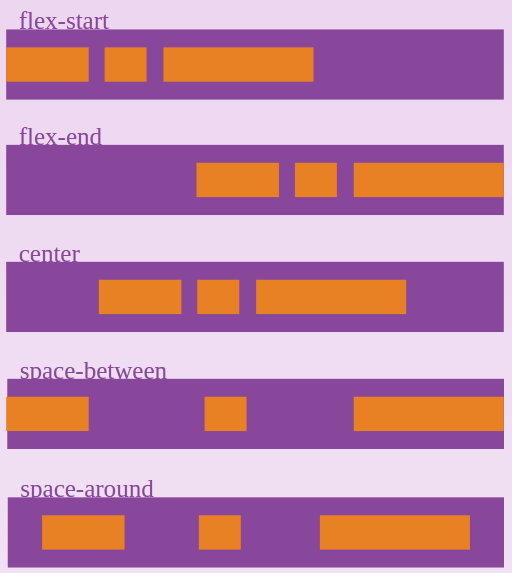 flex-start
flex-end
center
space-between
space-around